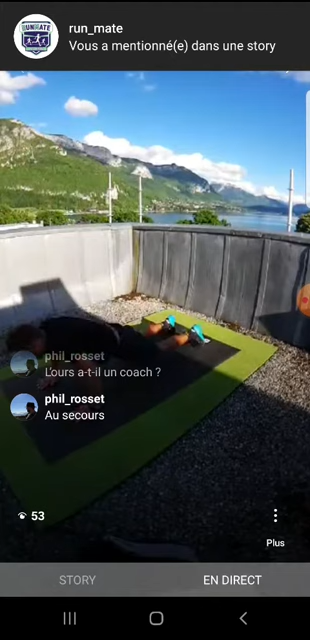 RUNMATE
run_mate
Vous a mentionné(e) dans une story
phil_rosset
L'ours a-t-il un coach ?
phil_rosset
Au secours
53
Plus
STORY
EN DIRECT